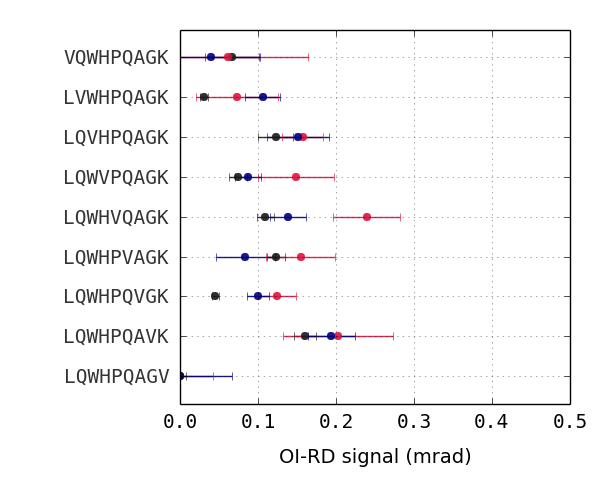 VQWHPQAGK
LVWHPQAGK
LQVHPQAGK
LQWVPQAGK
LQWHVQAGK
LQWHPVAGK
LQWHPQVGK
LQWHPQAVK
LQWHPQAGV
0.0 0.1 0.2 0.3 0.4 0.5
OI-RD signal (mrad)